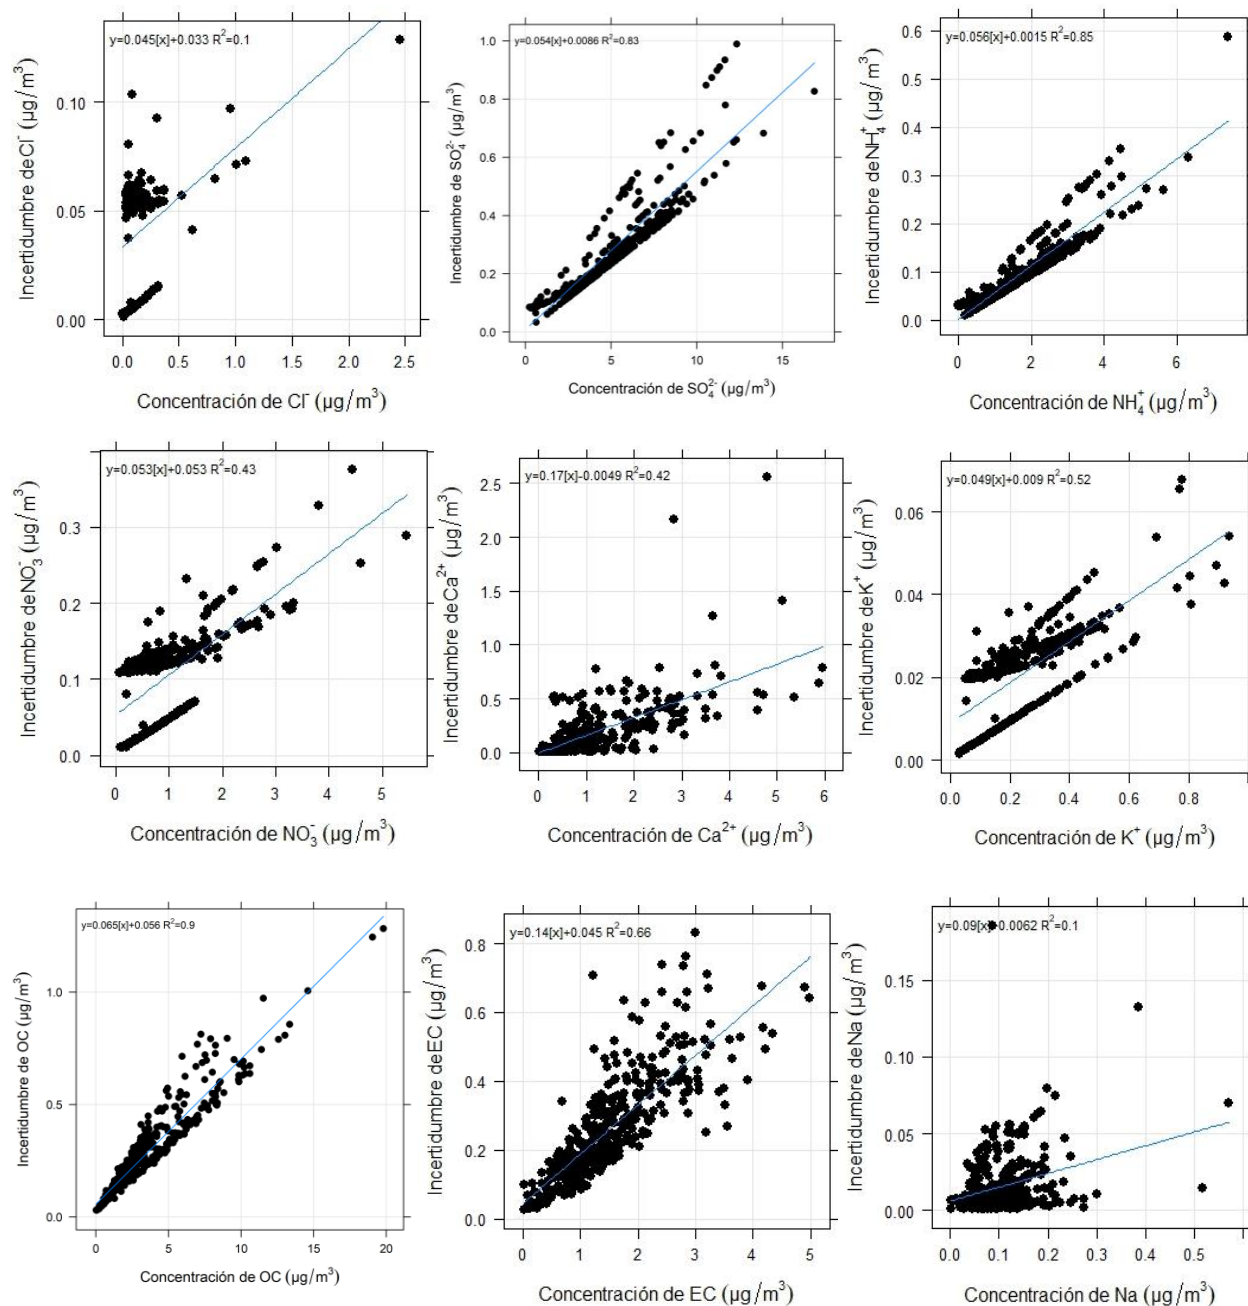 y=0.045[x]+0.033 R²=0.1
Incertidumbre deCl⁻ (µg/m³)
0.10
0.05
0.00
0.0 0.5 1.0 1.5 2.0 2.5
Concentración de Cl⁻ (µg/m³)
y=0.054[x]+0.0086 R²=0.83
Incertidumbre de SO₄²⁻ (µg/m³)
1.0
0.8
0.6
0.4
0.2
0.0
0 5 10 15
Concentración de SO₄²⁻ (µg/m³)
y=0.056[x]+0.0015 R²=0.85
Incertidumbre deNH₄⁺ (µg/m³)
0.6
0.5
0.4
0.3
0.2
0.1
0.0
0 2 4 6
Concentración de NH₄⁺ (µg/m³)
y=0.053[x]+0.053 R²=0.43
Incertidumbre deNO₃⁻ (µg/m³)
0.3
0.2
0.1
0.0
0 1 2 3 4 5
Concentración de NO₃⁻ (µg/m³)
y=0.17[x]-0.0049 R²=0.42
Incertidumbre deCa²⁺ (µg/m³)
2.5
2.0
1.5
1.0
0.5
0.0
0 1 2 3 4 5 6
Concentración de Ca²⁺ (µg/m³)
y=0.049[x]+0.009 R²=0.52
Incertidumbre deK⁺ (µg/m³)
0.06
0.04
0.02
0.00
0.0 0.2 0.4 0.6 0.8
Concentración de K⁺ (µg/m³)
y=0.065[x]+0.056 R²=0.9
Incertidumbre de OC (µg/m³)
1.0
0.5
0.0
0 5 10 15 20
Concentración de OC (µg/m³)
y=0.14[x]+0.045 R²=0.66
Incertidumbre deEC (µg/m³)
0.8
0.6
0.4
0.2
0.0
0 1 2 3 4 5
Concentración de EC (µg/m³)
y=0.09[x] 0.0062 R²=0.1
Incertidumbre deNa (µg/m³)
0.15
0.10
0.05
0.00
0.0 0.1 0.2 0.3 0.4 0.5
Concentración de Na (µg/m³)